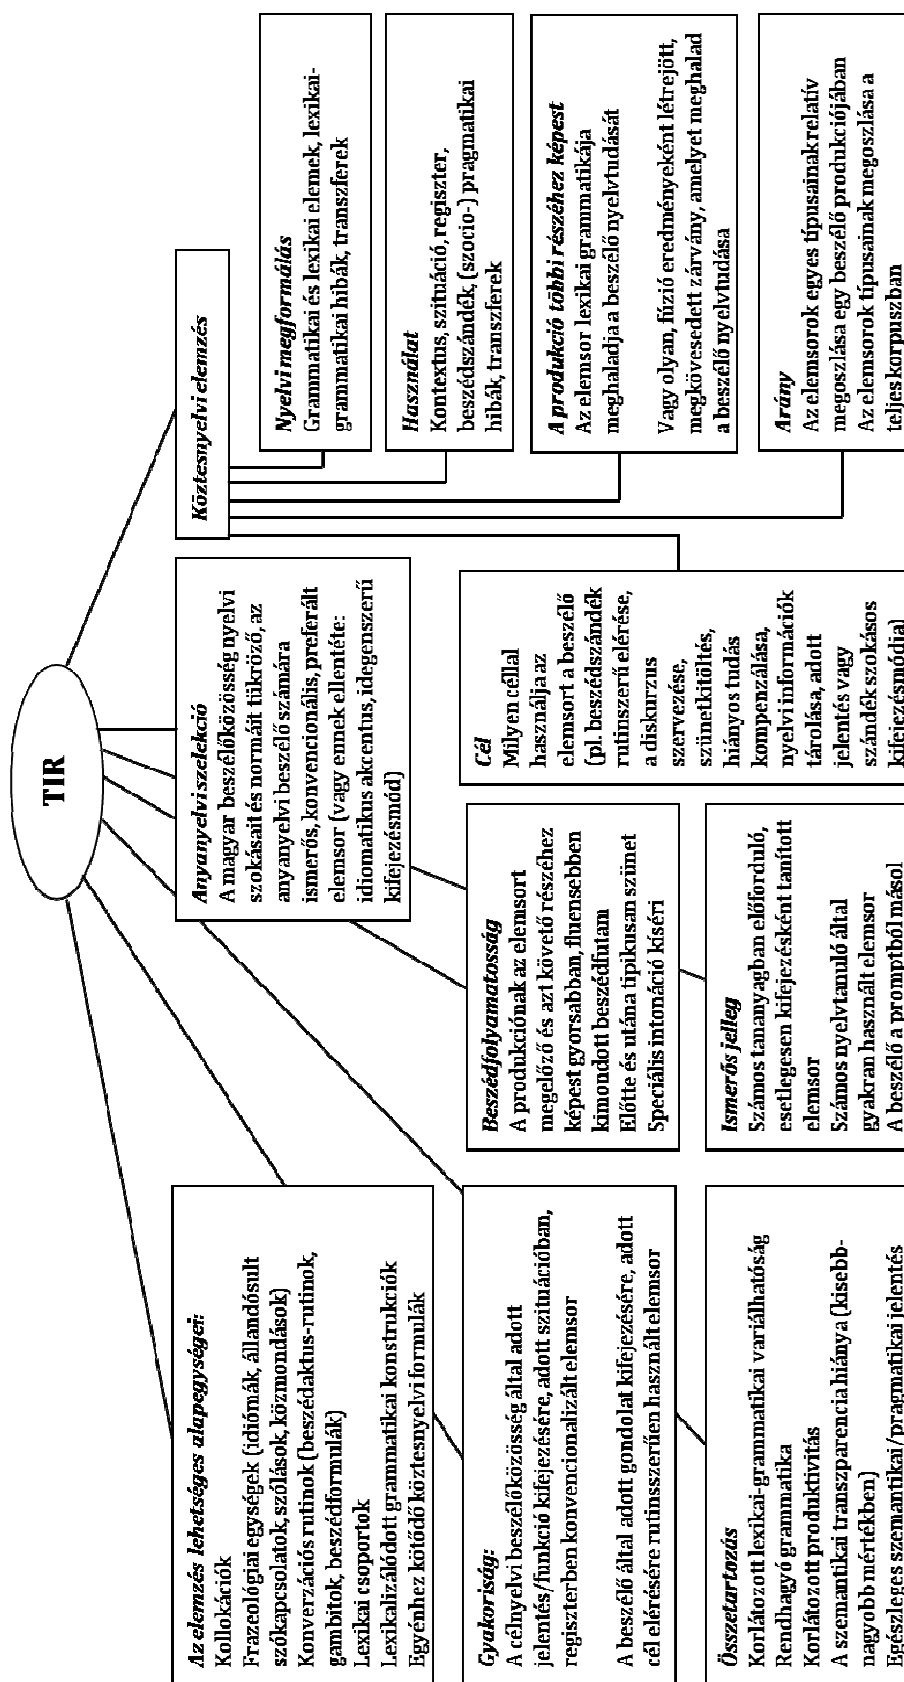 TIR
Az elemzés lehetséges alapegységei:
Kollokációk
Frazeológiai egységek (idiómák, állandósult
szókapcsolatok, szólások, közmondások)
Konverzációs rutinok (beszédaktus-rutinok,
gambitok, beszédformulák)
Lexikai csoportok
Lexikalizálódott grammatikai konstrukciók
Egyénhez kötődő köztesnyelvi formulák
Gyakoriság:
A célnyelvi beszélőközösség által adott
jelentés/funkció kifejezésére, adott szituációban,
regiszterben konvencionalizált elemsor
A beszélő által adott gondolat kifejezésére, adott
cél elérésére rutinsszerűen használt elemsor
Összetartozás
Korlátozott lexikai-grammatikai variálhatóság
Rendhagyó grammatika
Korlátozott produktivitás
A szemantikai transzparencia hiánya (kisebb-
nagyobb mértékben)
Egészleges szemantikai/pragmatikai jelentés
Anyanyelvi szelekció
A magyar beszélőközösség nyelvi
szokásait és normáit tükröző, az
anyanyelvi beszélő számára
ismerős, konvencionális, preferált
elemsor (vagy ennek ellentéte:
idiomatikus akcentus, idegenszerű
kifejezésmód)
Beszédfolyamatosság
A produkciónak az elemsort
megelőző és azt követő részéhez
képest gyorsabban, fluensebben
kimondott beszédfutam
Előtte és utána tipikusan szünet
Speciális intonáció kíséri
Ismerős jelleg
Számos tananyagban előforduló,
esetlegesen kifejezésként tanított
elemsor
Számos nyelvtanuló által
gyakran használt elemsor
A beszélő a promptból másol
Köztesnyelvi elemzés
Nyelvi megformálás
Grammatikai és lexikai elemek, lexikai-
grammatikai hibák, transzferek
Használat
Kontextus, szituáció, regiszter,
beszédszándék, (szocio-) pragmatikai
hibák, transzferek
A produkció többi részéhez képest
Az elemsor lexikai grammatikája
meghaladja a beszélő nyelvtudását
Vagy olyan, fúzió eredményeként létrejött,
megkövesedett zárvány, amelyet meghalad
a beszélő nyelvtudása
Arány
Az elemsorok egyes típusainak relatív
megoszlása egy beszélő produkciójában
Az elemsorok típusainak megoszlása a
teljes korpuszban
Cél
Milyen céllal
használja az
elemsort a beszélő
(pl. beszédszándék
rutiuszerű elérése,
a diskurzus
szervezése,
szünetkitöltés,
hiányos tudás
kompenzálása,
nyelvi információk
tárolása, adott
jelentés vagy
szándék szokásos
kifejezésmódja)